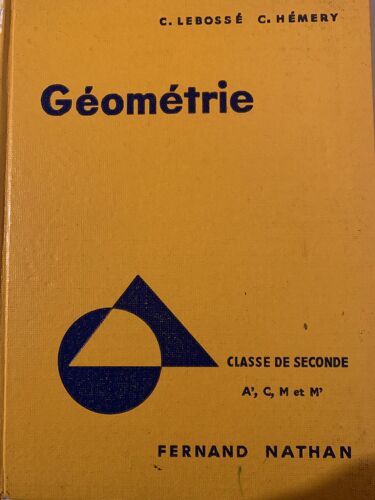 C. LEBOSSÉ C. HÉMERY
Géométrie
CLASSE DE SECONDE
A', C, M et M'
FERNAND NATHAN